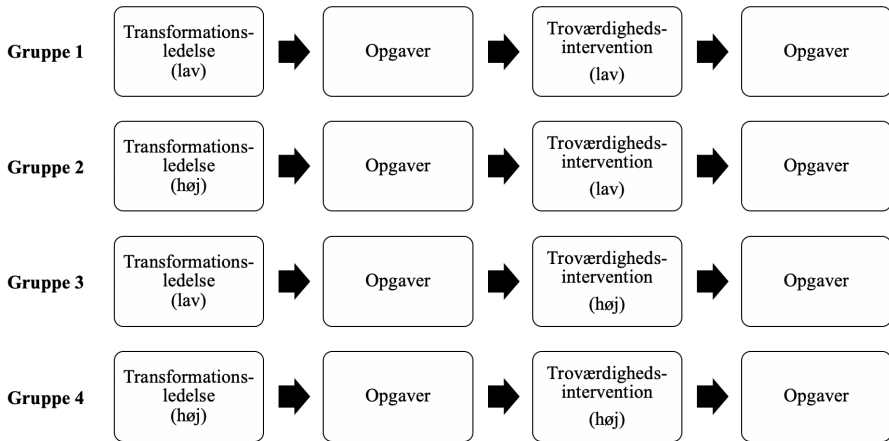 Gruppe 1
Transformations-
ledelse
(lav)
Opgaver
Troværdigheds-
intervention
(lav)
Opgaver
Gruppe 2
Transformations-
ledelse
(høj)
Opgaver
Troværdigheds-
intervention
(lav)
Opgaver
Gruppe 3
Transformations-
ledelse
(lav)
Opgaver
Troværdigheds-
intervention
(høj)
Opgaver
Gruppe 4
Transformations-
ledelse
(høj)
Opgaver
Troværdigheds-
intervention
(høj)
Opgaver